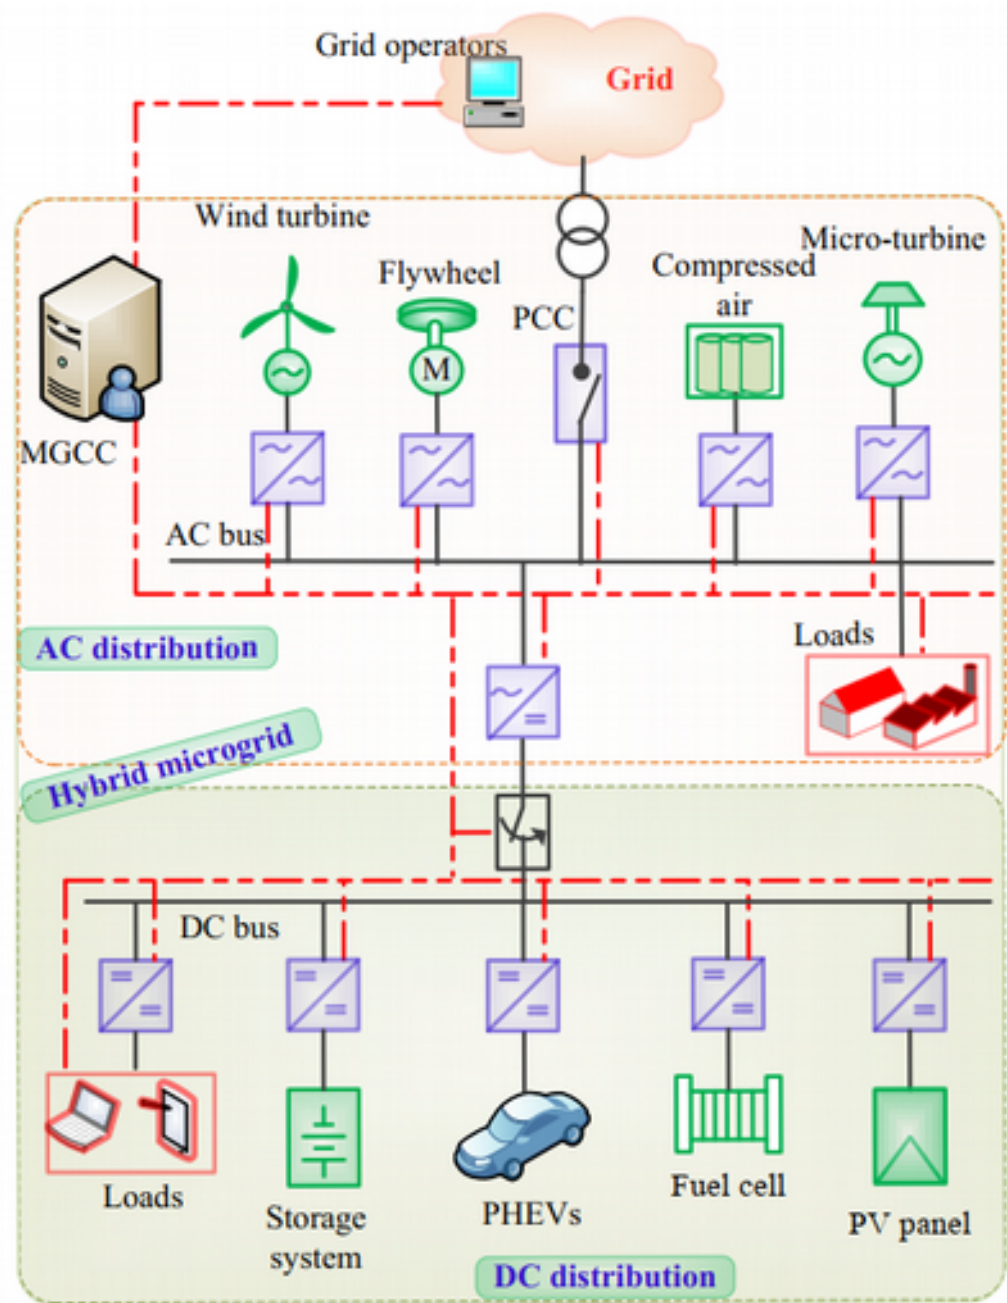 Grid operators
Grid
Wind turbine
Micro-turbine
Flywheel
Compressed
air
PCC
M
MGCC
AC bus
AC distribution
Loads
Hybrid microgrid
DC bus
Loads
Storage
system
PHEVs
Fuel cell
PV panel
DC distribution